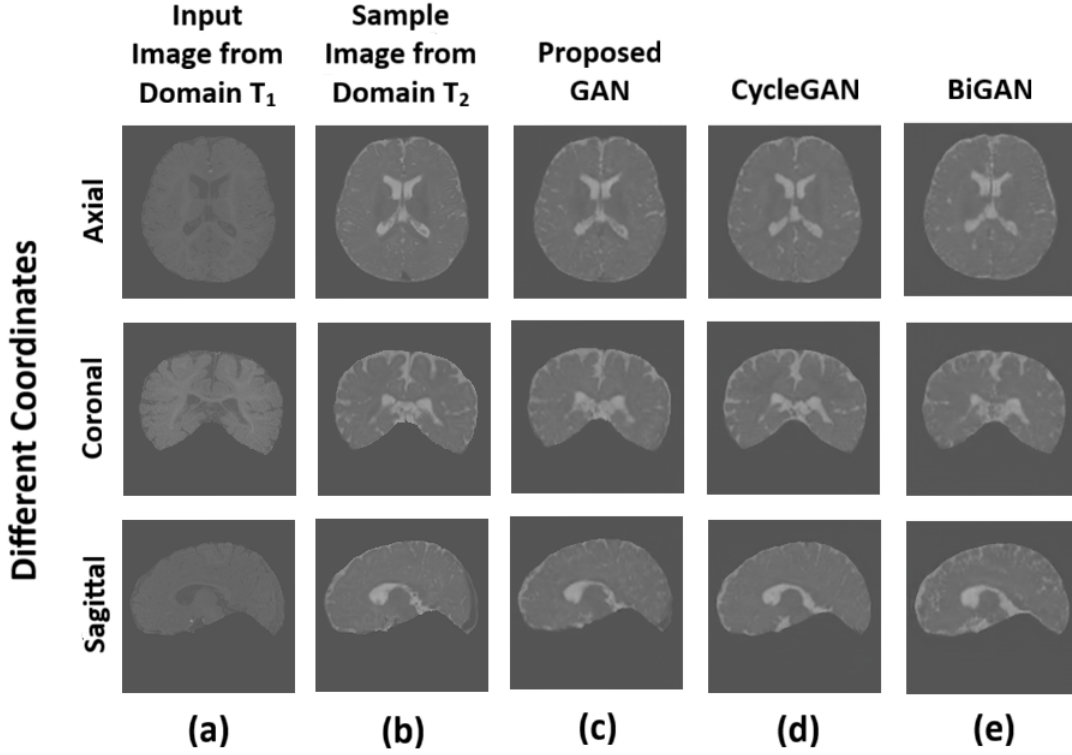 Input
Image from
Domain T₁
Sample
Image from
Domain T₂
Proposed
GAN
CycleGAN
BiGAN
Different Coordinates
Axial
Coronal
Sagittal
(a)
(b)
(c)
(d)
(e)